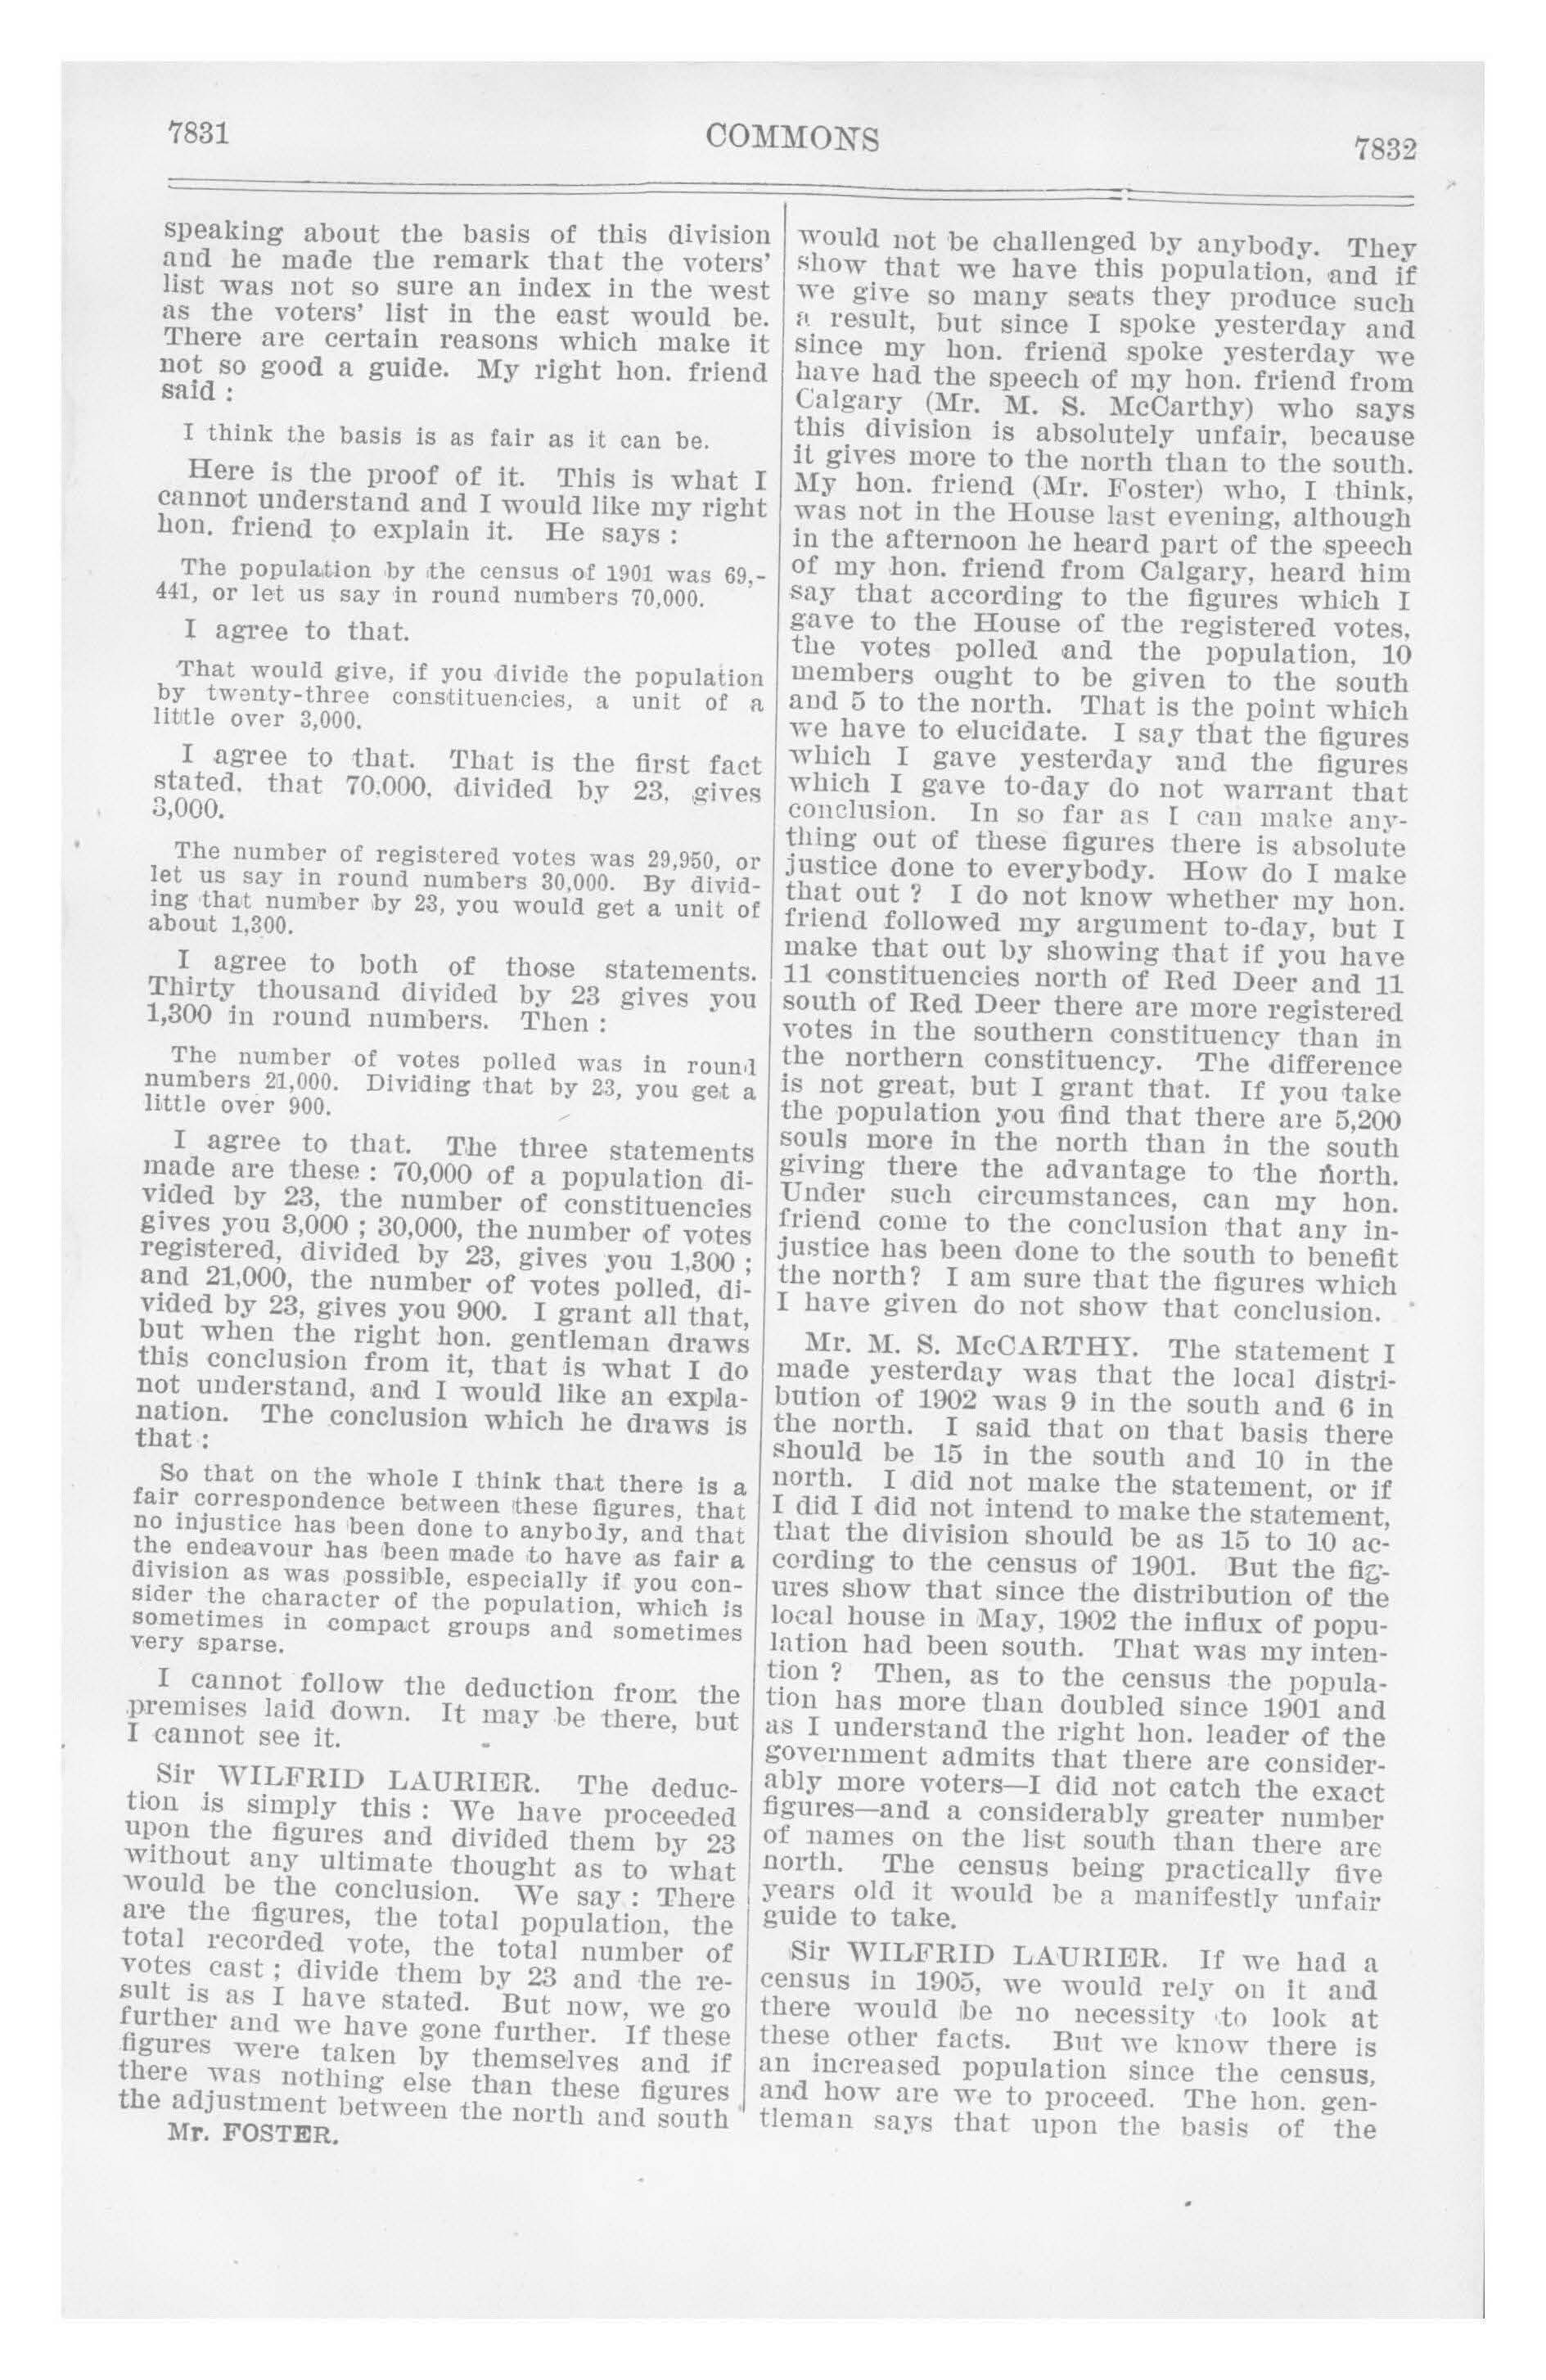 7831
COMMONS
7832
speaking about the basis of this division
and he made the remark that the voters'
list was not so sure an index in the west
as the voters' list in the east would be.
There are certain reasons which make it
not so good a guide. My right hon. friend
said :
I think the basis is as fair as it can be.
Here is the proof of it. This is what I
cannot understand and I would like my right
hon. friend to explain it. He says :
The population by the census of 1901 was 69,-
441, or let us say in round numbers 70,000.
I agree to that.
That would give, if you divide the population
by twenty-three constituencies, a unit of a
little over 3,000.
I agree to that. That is the first fact
stated, that 70,000, divided by 23, gives
3,000.
The number of registered votes was 29,950, or
let us say in round numbers 30,000. By divid-
ing that number by 23, you would get a unit of
about 1,300.
I agree to both of those statements.
Thirty thousand divided by 23 gives you
1,300 in round numbers. Then :
The number of votes polled was in round
numbers 21,000. Dividing that by 23, you get a
little over 900.
I agree to that. The three statements
made are these : 70,000 of a population di-
vided by 23, the number of constituencies
gives you 3,000 ; 30,000, the number of votes
registered, divided by 23, gives you 1,300 ;
and 21,000, the number of votes polled, di-
vided by 23, gives you 900. I grant all that,
but when the right hon. gentleman draws
this conclusion from it, that is what I do
not understand, and I would like an expla-
nation. The conclusion which he draws is
that :
So that on the whole I think that there is a
fair correspondence between these figures, that
no injustice has been done to anybody, and that
the endeavour has been made to have as fair a
division as was possible, especially if you con-
sider the character of the population, which is
sometimes in compact groups and sometimes
very sparse.
I cannot follow the deduction from the
premises laid down. It may be there, but
I cannot see it.
Sir WILFRID LAURIER. The deduc-
tion is simply this : We have proceeded
upon the figures and divided them by 23
without any ultimate thought as to what
would be the conclusion. We say : There
are the figures, the total population, the
total recorded vote, the total number of
votes cast ; divide them by 23 and the re-
sult is as I have stated. But now, we go
further and we have gone further. If these
figures were taken by themselves and if
there was nothing else than these figures
the adjustment between the north and south
Mr. FOSTER.
would not be challenged by anybody. They
show that we have this population, and if
we give so many seats they produce such
a result, but since I spoke yesterday and
since my hon. friend spoke yesterday we
have had the speech of my hon. friend from
Calgary (Mr. M. S. McCarthy) who says
this division is absolutely unfair, because
it gives more to the north than to the south.
My hon. friend (Mr. Foster) who, I think,
was not in the House last evening, although
in the afternoon he heard part of the speech
of my hon. friend from Calgary, heard him
say that according to the figures which I
gave to the House of the registered votes,
the votes polled and the population, 10
members ought to be given to the south
and 5 to the north. That is the point which
we have to elucidate. I say that the figures
which I gave yesterday and the figures
which I gave to-day do not warrant that
conclusion. In so far as I can make any-
thing out of these figures there is absolute
justice done to everybody. How do I make
that out ? I do not know whether my hon.
friend followed my argument to-day, but I
make that out by showing that if you have
11 constituencies north of Red Deer and 11
south of Red Deer there are more registered
votes in the southern constituency than in
the northern constituency. The difference
is not great, but I grant that. If you take
the population you find that there are 5,200
souls more in the north than in the south
giving there the advantage to the north.
Under such circumstances, can my hon.
friend come to the conclusion that any in-
justice has been done to the south to benefit
the north? I am sure that the figures which
I have given do not show that conclusion.
Mr. M. S. McCARTHY. The statement I
made yesterday was that the local distri-
bution of 1902 was 9 in the south and 6 in
the north. I said that on that basis there
should be 15 in the south and 10 in the
north. I did not make the statement, or if
I did I did not intend to make the statement,
that the division should be as 15 to 10 ac-
cording to the census of 1901. But the fig-
ures show that since the distribution of the
local house in May, 1902 the influx of popu-
lation had been south. That was my inten-
tion ? Then, as to the census the popula-
tion has more than doubled since 1901 and
as I understand the right hon. leader of the
government admits that there are consider-
ably more voters—I did not catch the exact
figures—and a considerably greater number
of names on the list south than there are
north. The census being practically five
years old it would be a manifestly unfair
guide to take.
Sir WILFRID LAURIER. If we had a
census in 1905, we would rely on it and
there would be no necessity to look at
these other facts. But we know there is
an increased population since the census,
and how are we to proceed. The hon. gen-
tleman says that upon the basis of the